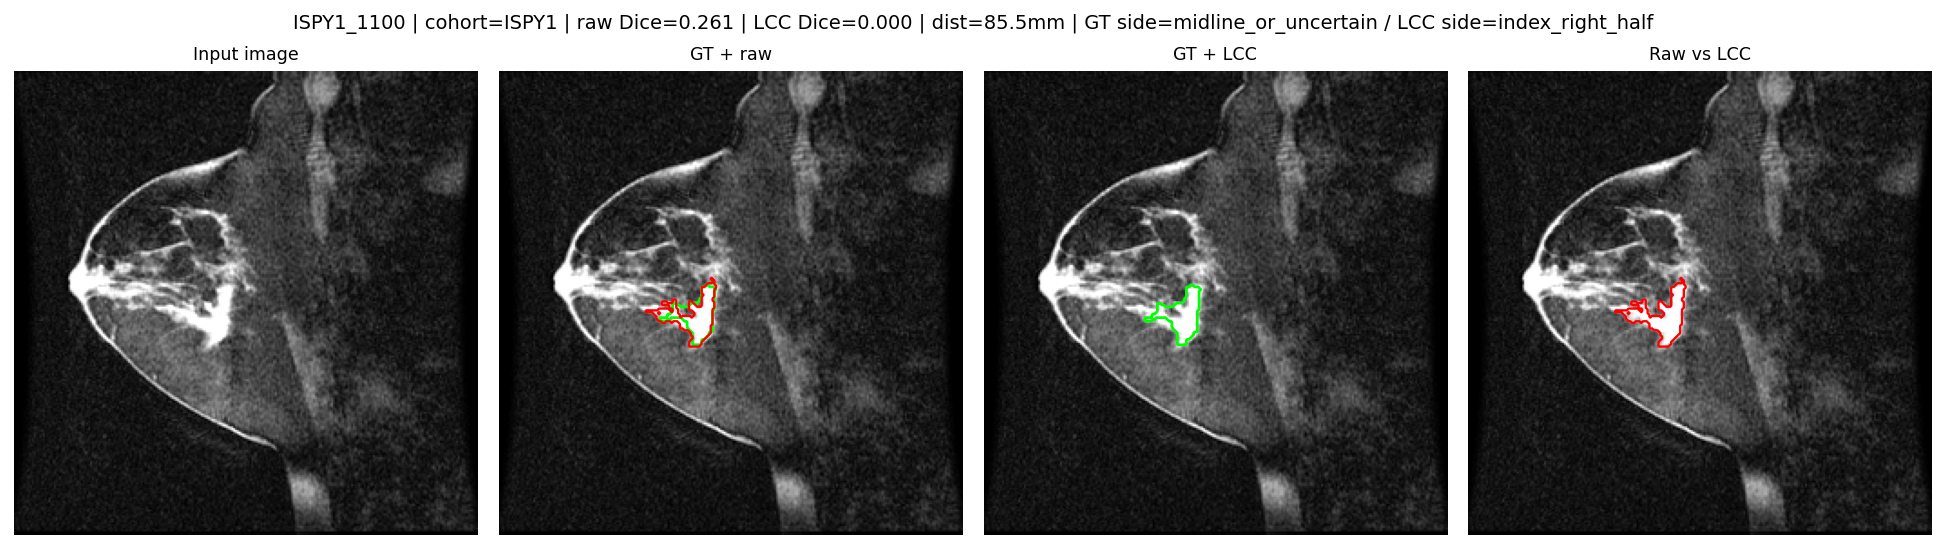 ISPY1_1100 | cohort=ISPY1 | raw Dice=0.261 | LCC Dice=0.000 | dist=85.5mm | GT side=midline_or_uncertain / LCC side=index_right_half
Input image
GT + raw
GT + LCC
Raw vs LCC